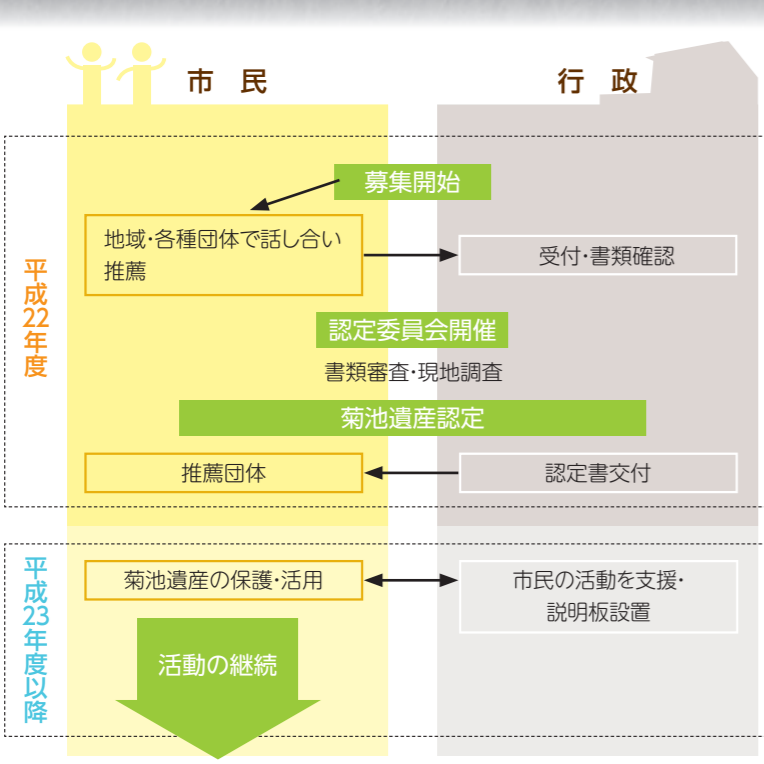 市 民
行 政
平成22年度
募集開始
地域・各種団体で話し合い
推薦
受付・書類確認
認定委員会開催
書類審査・現地調査
菊池遺産認定
推薦団体
認定書交付
平成23年度以降
菊池遺産の保護・活用
市民の活動を支援・
説明板設置
活動の継続